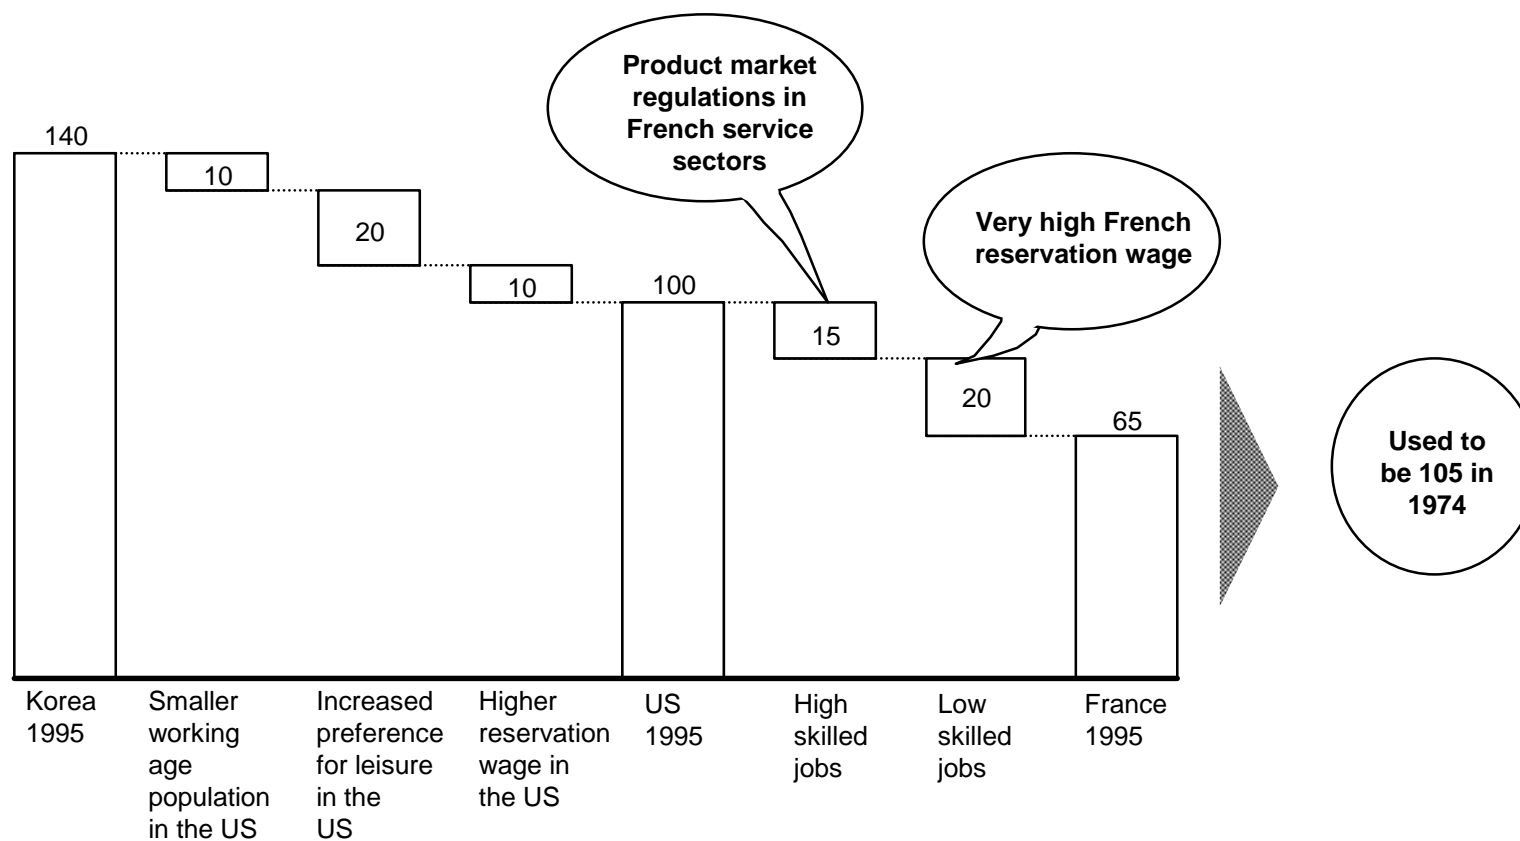 Product market
regulations in
French service
sectors
Very high French
reservation wage
140
10
20
10
100
15
20
65
Used to
be 105 in
1974
Korea
1995
Smaller
working
age
population
in the US
Increased
preference
for leisure
in the
US
Higher
reservation
wage in
the US
US
1995
High
skilled
jobs
Low
skilled
jobs
France
1995